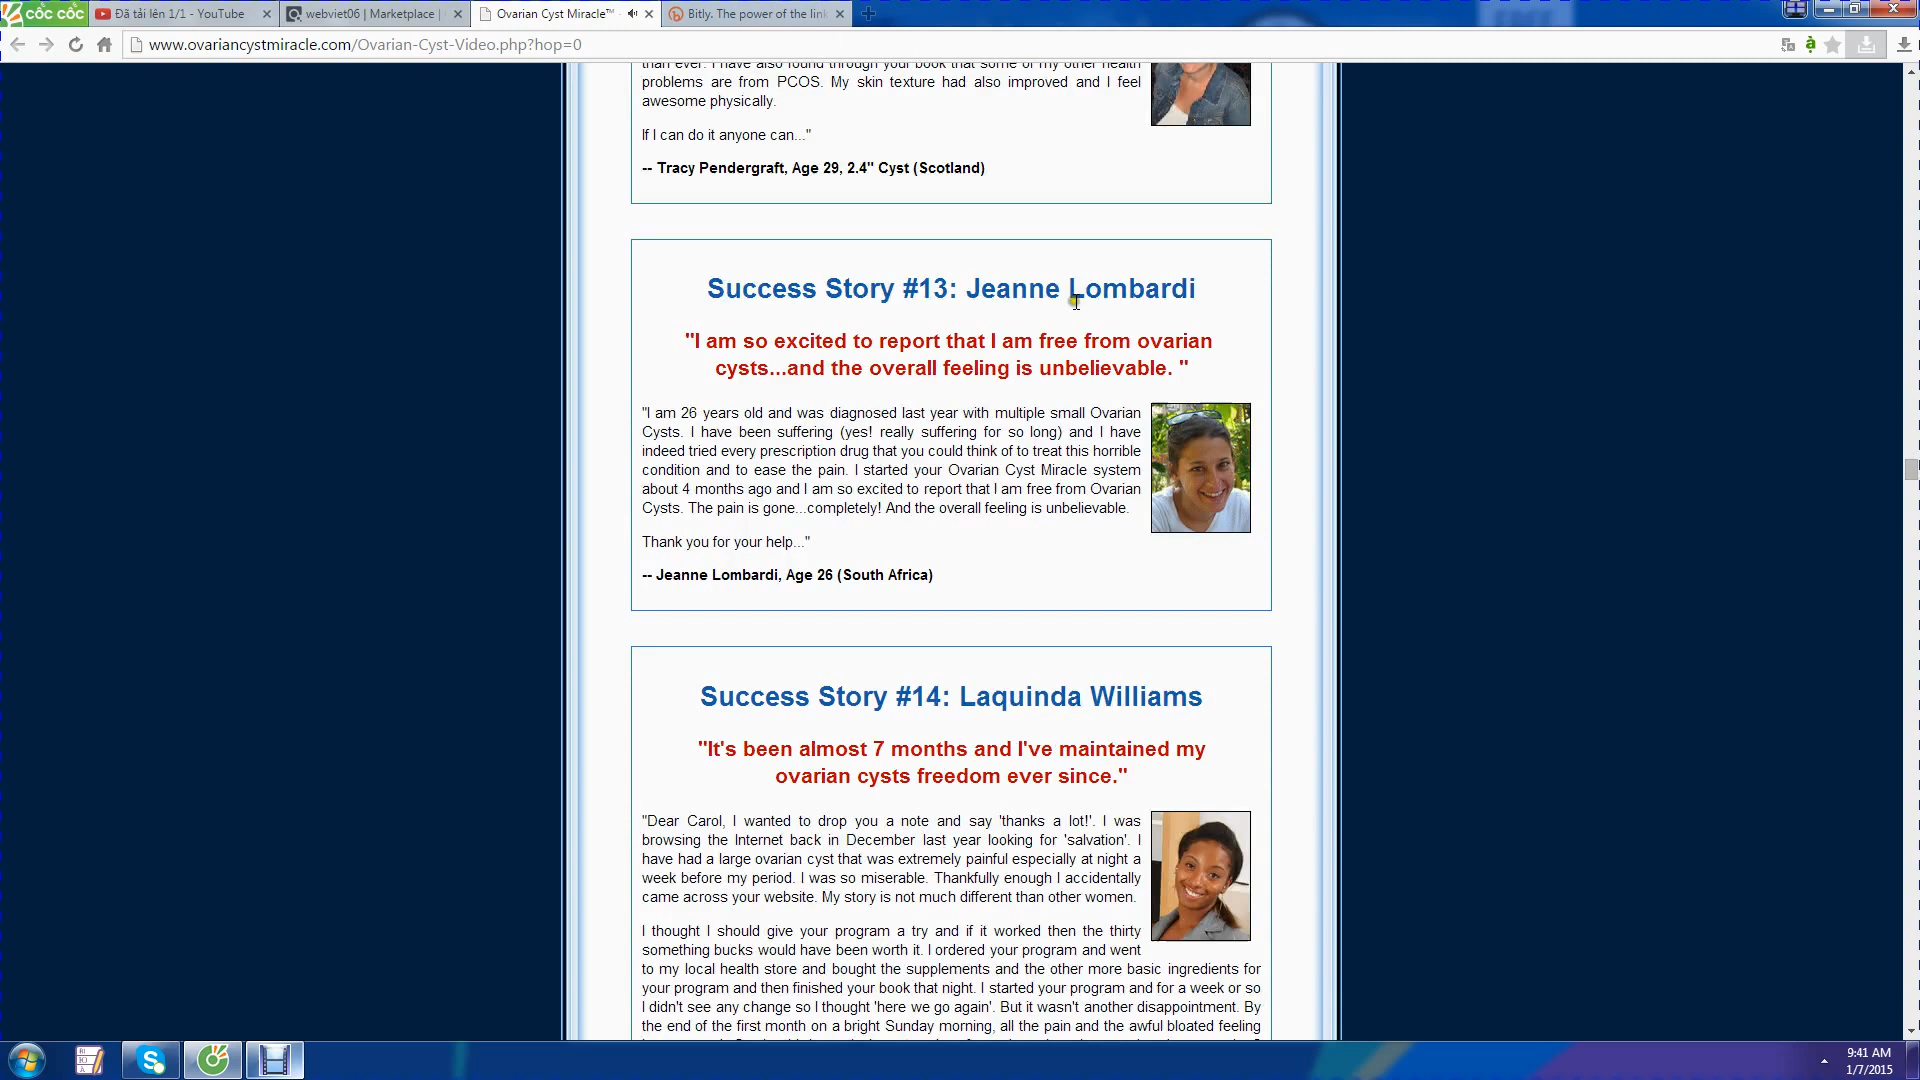 cốc cốc
Đã tải lên 1/1 - YouTube
webviet06 | Marketplace |
Ovarian Cyst Miracle™
Bitly. The power of the link
www.ovariancystmiracle.com/Ovarian-Cyst-Video.php?hop=0
than ever. I have also found through your book that some of my other health
problems are from PCOS. My skin texture had also improved and I feel
awesome physically.
If I can do it anyone can..."
-- Tracy Pendergraft, Age 29, 2.4" Cyst (Scotland)
Success Story #13: Jeanne Lombardi
"I am so excited to report that I am free from ovarian
cysts...and the overall feeling is unbelievable. "
"I am 26 years old and was diagnosed last year with multiple small Ovarian
Cysts. I have been suffering (yes! really suffering for so long) and I have
indeed tried every prescription drug that you could think of to treat this horrible
condition and to ease the pain. I started your Ovarian Cyst Miracle system
about 4 months ago and I am so excited to report that I am free from Ovarian
Cysts. The pain is gone...completely! And the overall feeling is unbelievable.
Thank you for your help..."
-- Jeanne Lombardi, Age 26 (South Africa)
Success Story #14: Laquinda Williams
"It's been almost 7 months and I've maintained my
ovarian cysts freedom ever since."
"Dear Carol, I wanted to drop you a note and say 'thanks a lot!'. I was
browsing the Internet back in December last year looking for 'salvation'. I
have had a large ovarian cyst that was extremely painful especially at night a
week before my period. I was so miserable. Thankfully enough I accidentally
came across your website. My story is not much different than other women.
I thought I should give your program a try and if it worked then the thirty
something bucks would have been worth it. I ordered your program and went
to my local health store and bought the supplements and the other more basic ingredients for
your program and then finished your book that night. I started your program and for a week or so
I didn't see any change so I thought 'here we go again'. But it wasn't another disappointment. By
the end of the first month on a bright Sunday morning, all the pain and the awful bloated feeling
9:41 AM
1/7/2015